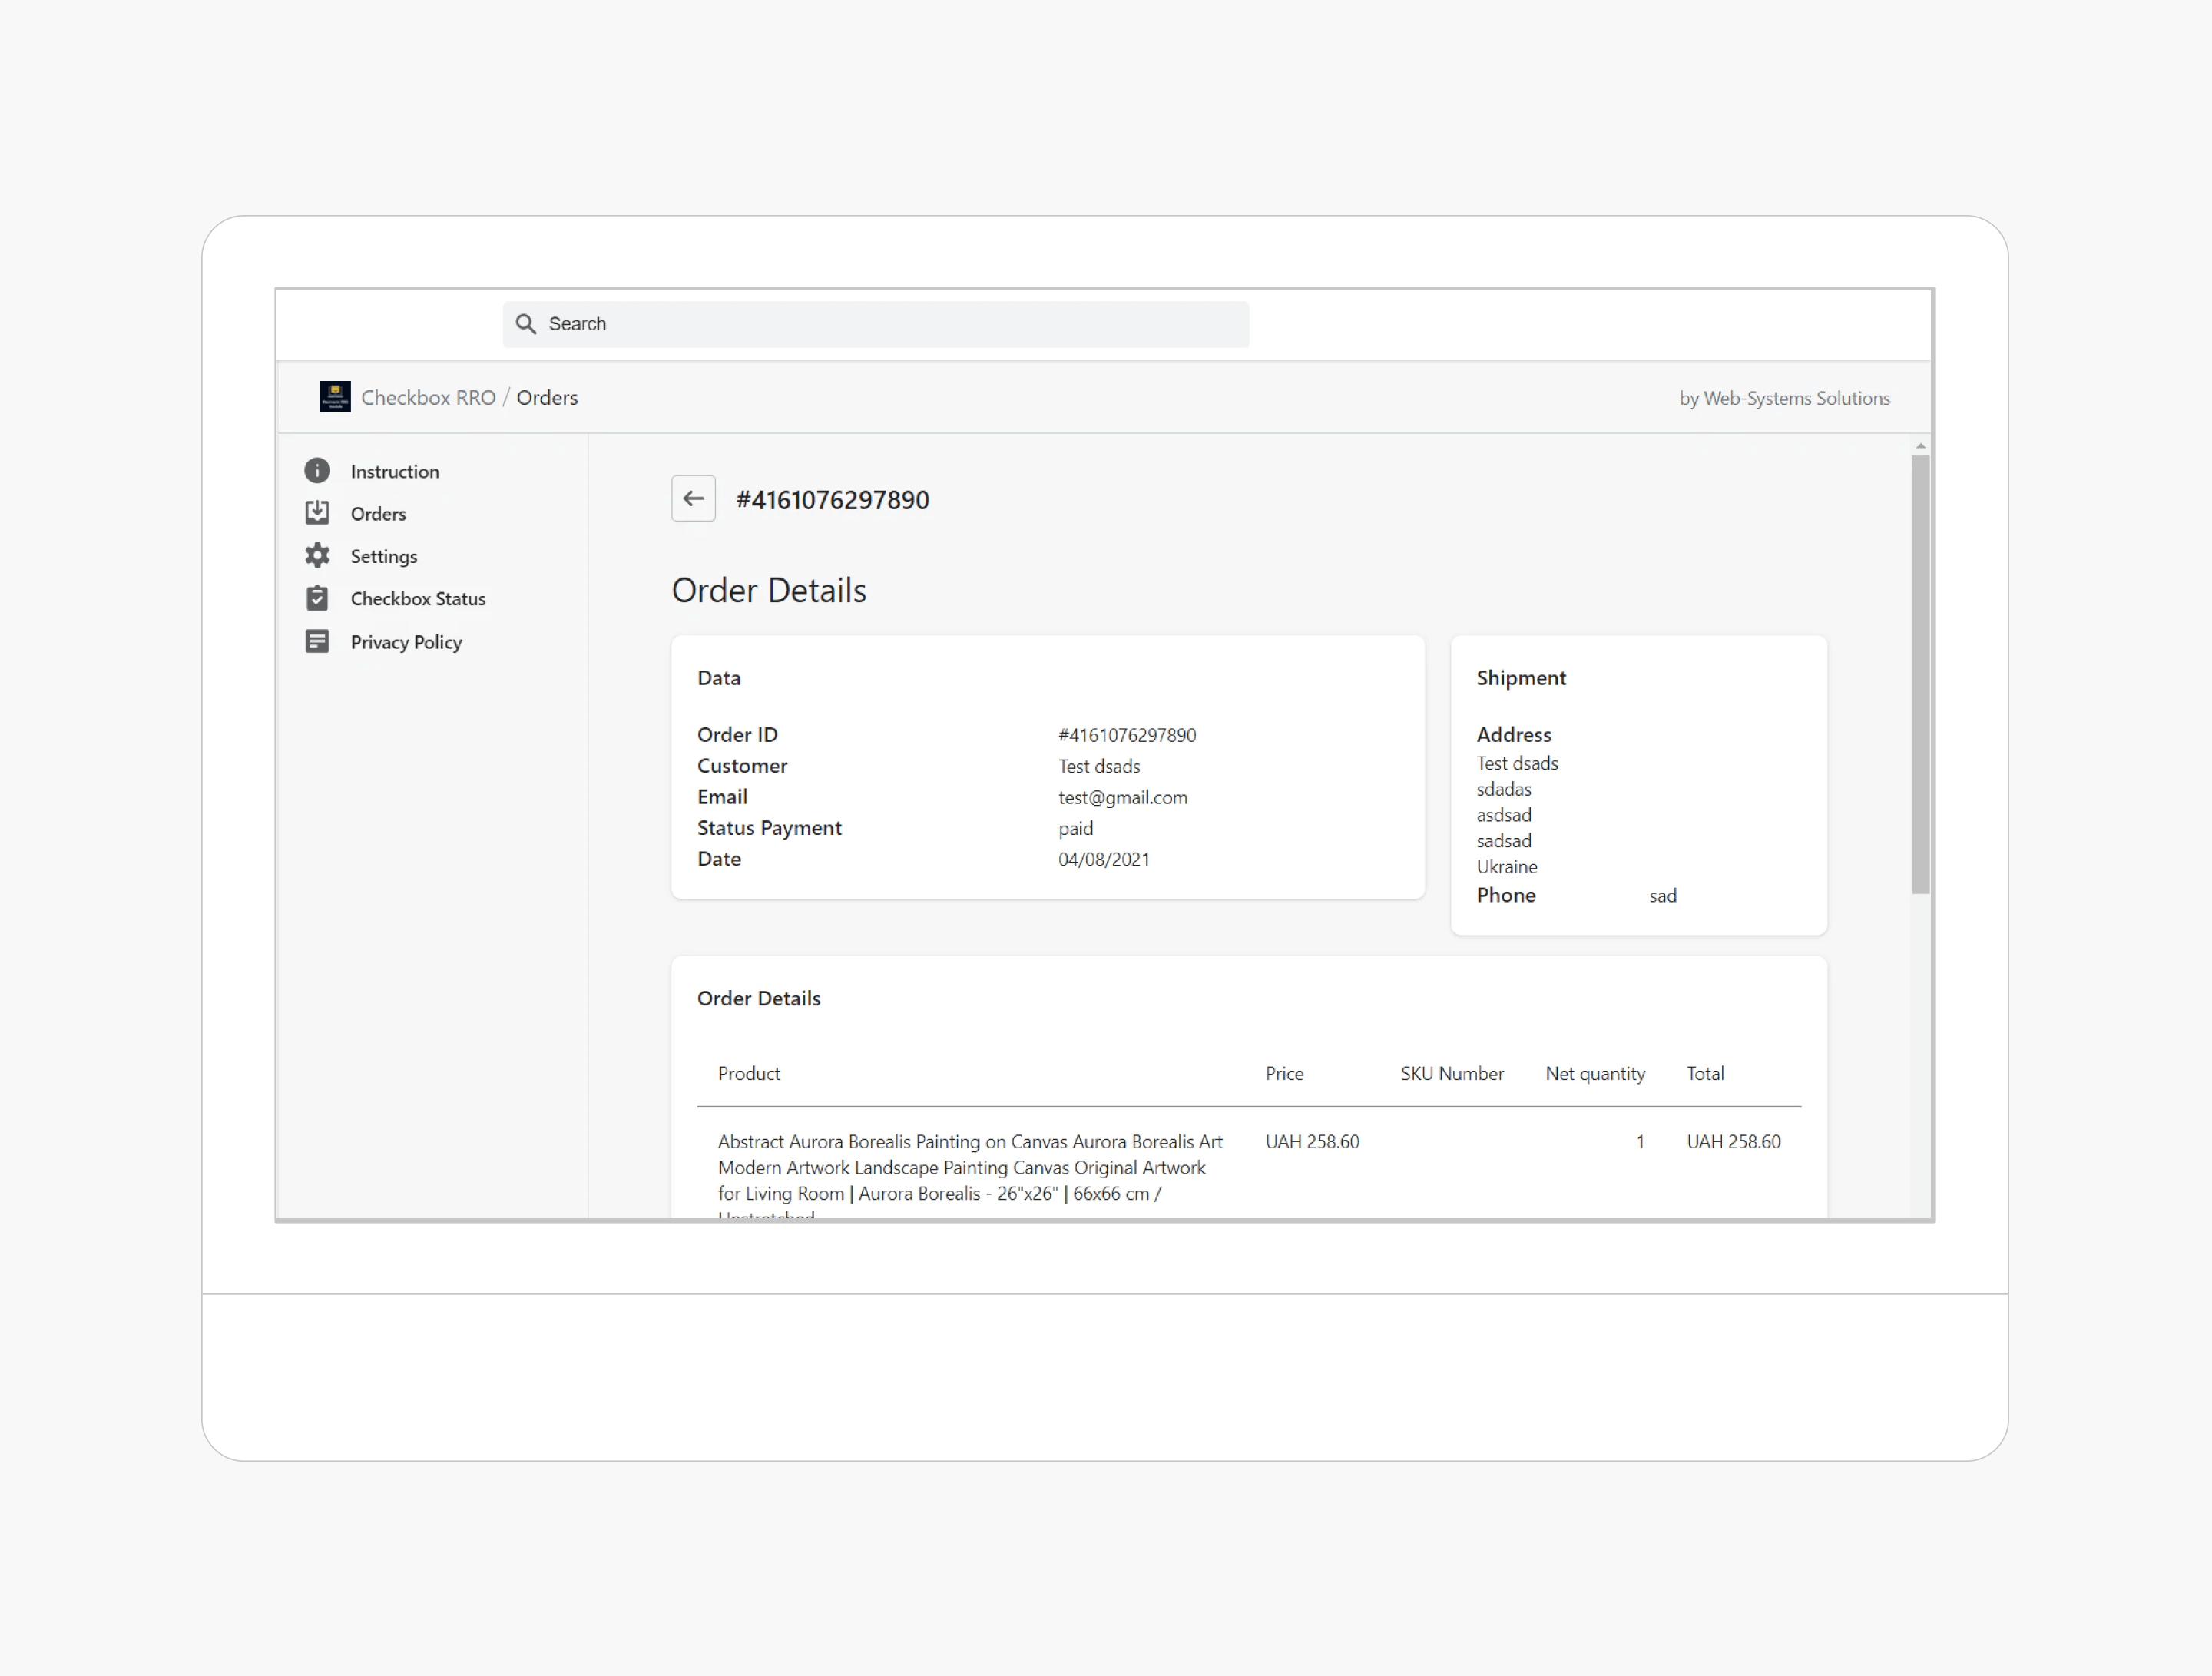 Search
Checkbox RRO / Orders
by Web-Systems Solutions
Instruction
Orders
Settings
Checkbox Status
Privacy Policy
#4161076297890
Order Details
Data
Order ID #4161076297890
Customer Test dsads
Email test@gmail.com
Status Payment paid
Date 04/08/2021
Shipment
Address
Test dsads
sdadas
asdsad
sadsad
Ukraine
Phone sad
Order Details
Product Price SKU Number Net quantity Total
Abstract Aurora Borealis Painting on Canvas Aurora Borealis Art UAH 258.60 1 UAH 258.60
Modern Artwork Landscape Painting Canvas Original Artwork
for Living Room | Aurora Borealis - 26"x26" | 66x66 cm /